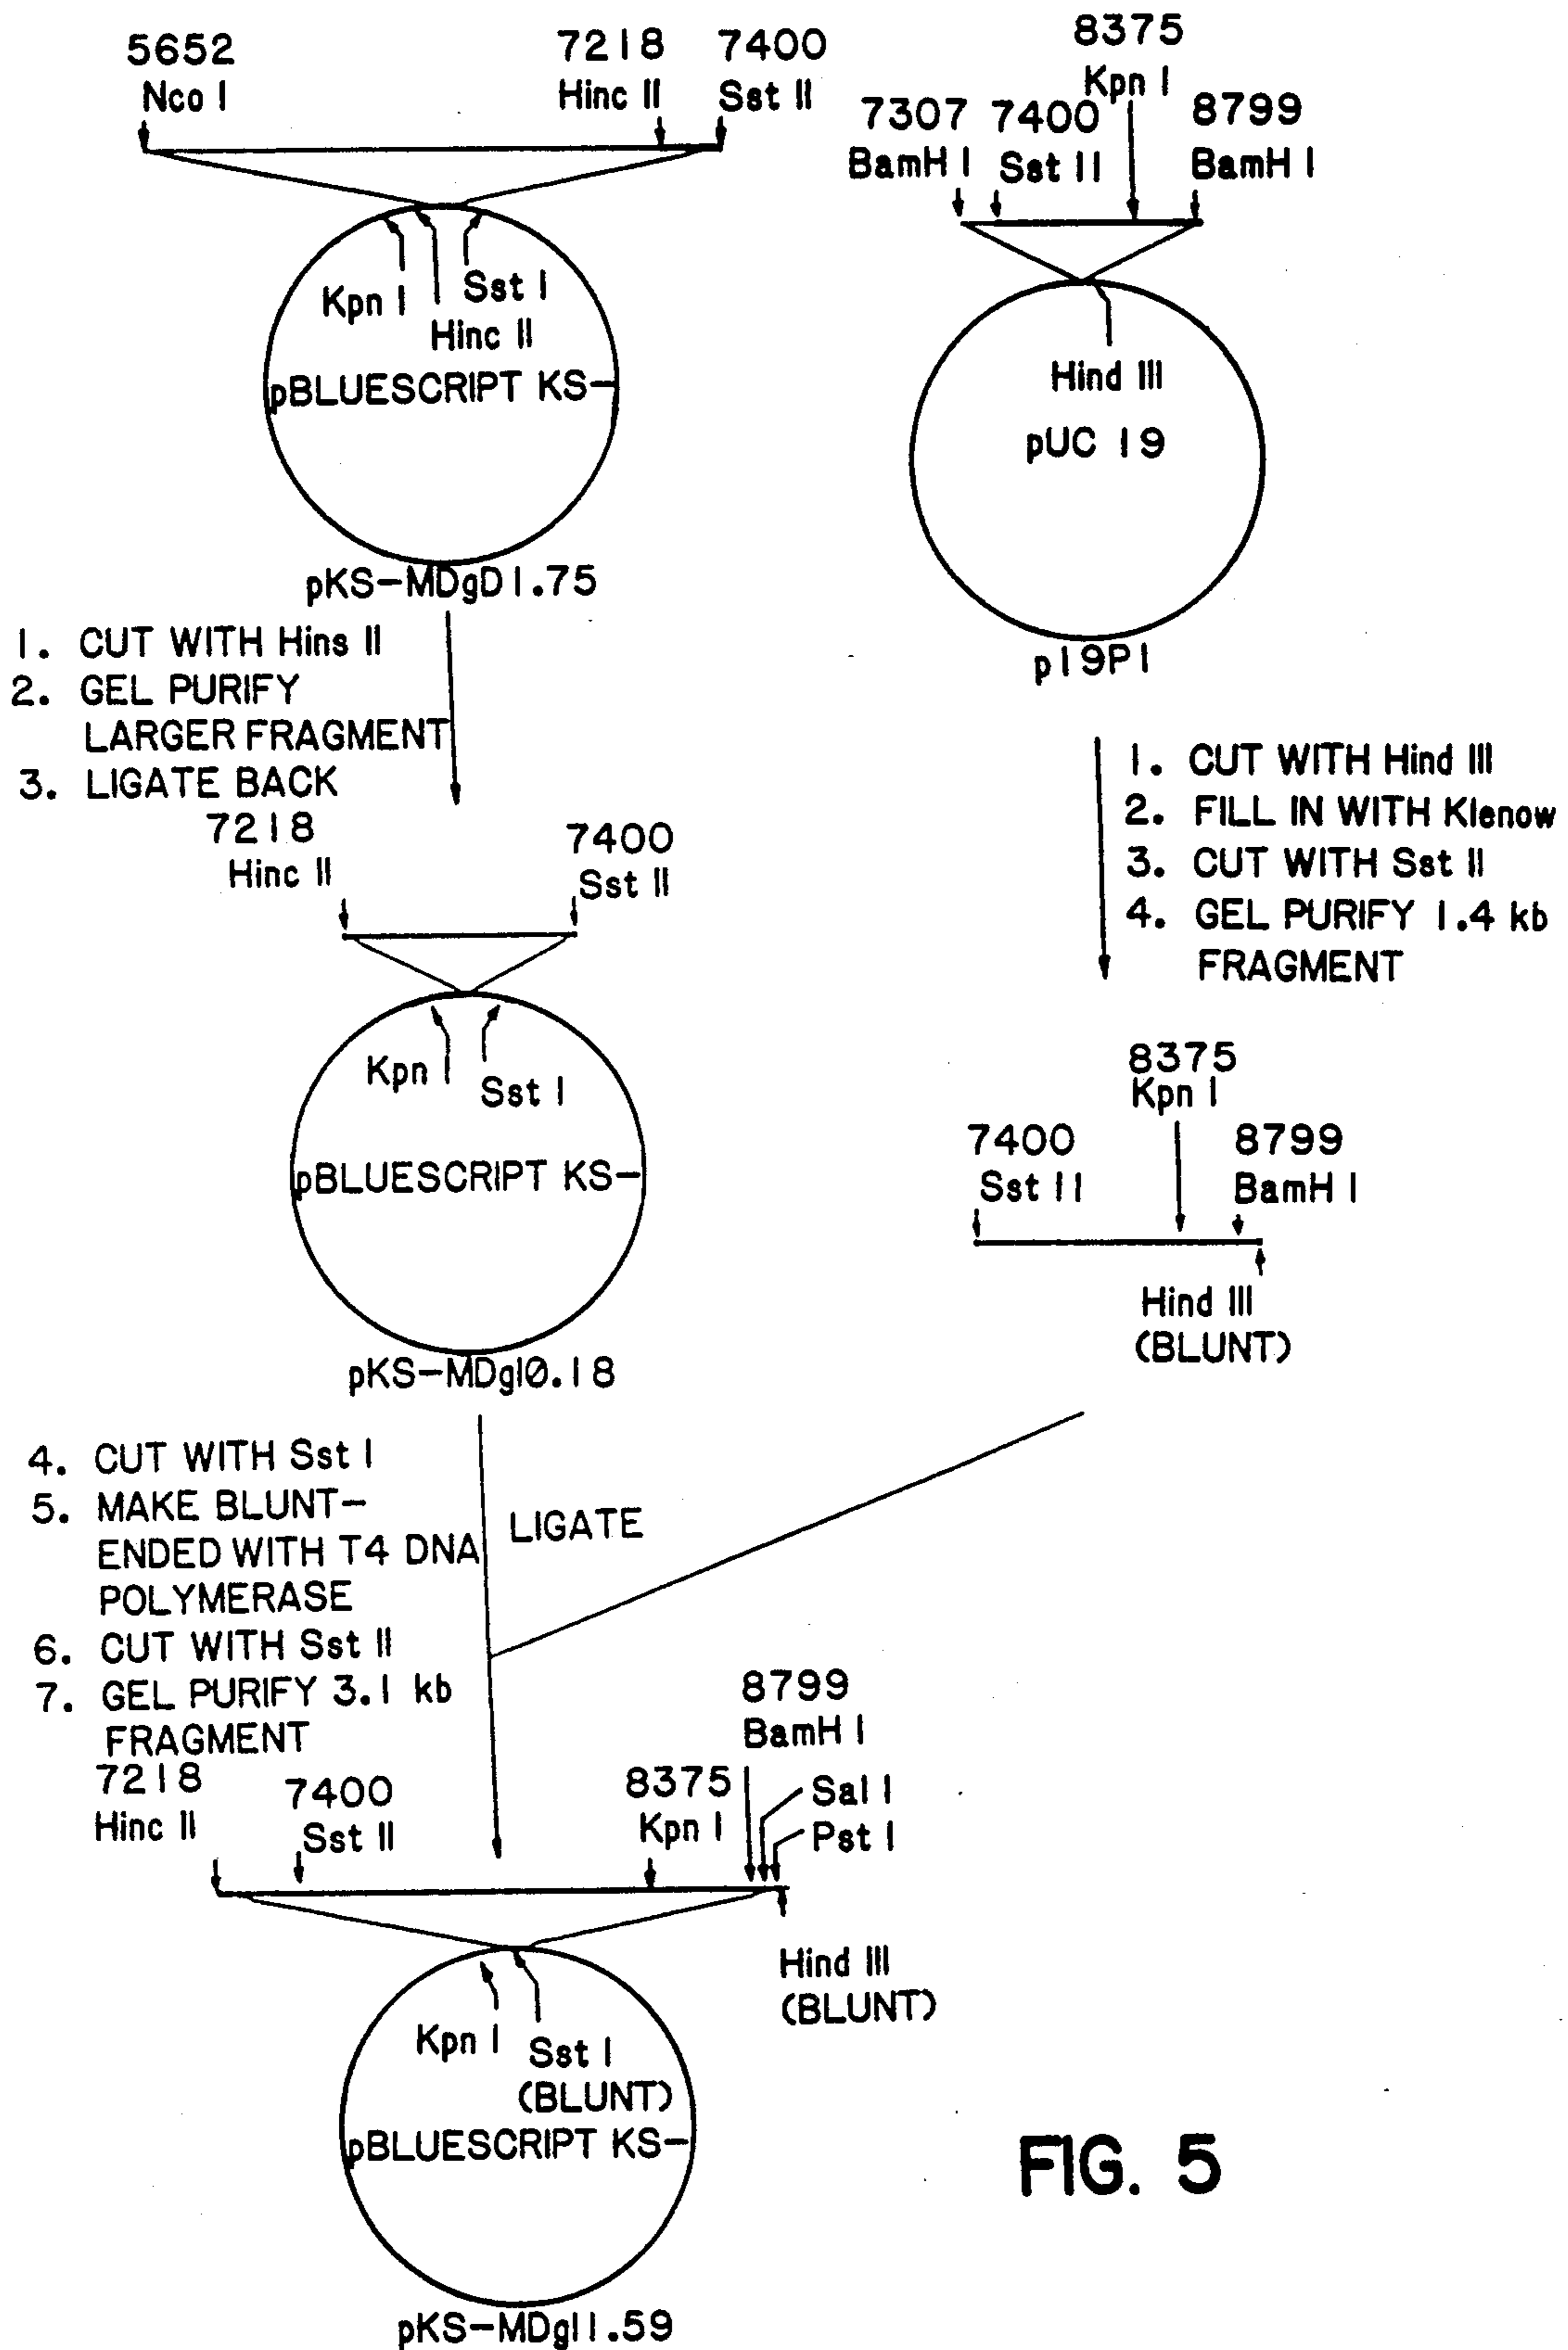 5652
Nco I
7218
Hinc II
7400
Sst II
Kpn I
Hinc II
Sst I
pBLUESCRIPT KS-
pKS-MDgD1.75
7307
BamH I
7400
Sst II
8375
Kpn I
8799
BamH I
Hind III
pUC 19
p19P1
1. CUT WITH Hins II
2. GEL PURIFY
LARGER FRAGMENT
3. LIGATE BACK
1. CUT WITH Hind III
2. FILL IN WITH Klenow
3. CUT WITH Sst II
4. GEL PURIFY 1.4 kb
FRAGMENT
7218
Hinc II
7400
Sst II
Kpn I
Sst I
pBLUESCRIPT KS-
pKS-MDgI0.18
7400
Sst II
8375
Kpn I
8799
BamH I
Hind III
(BLUNT)
4. CUT WITH Sst I
5. MAKE BLUNT-
ENDED WITH T4 DNA
POLYMERASE
6. CUT WITH Sst II
7. GEL PURIFY 3.1 kb
FRAGMENT
LIGATE
7218
Hinc II
7400
Sst II
8375
Kpn I
8799
BamH I
Sal I
Pst I
Hind III
(BLUNT)
Kpn I
Sst I
(BLUNT)
pBLUESCRIPT KS-
pKS-MDgI1.59
FIG. 5